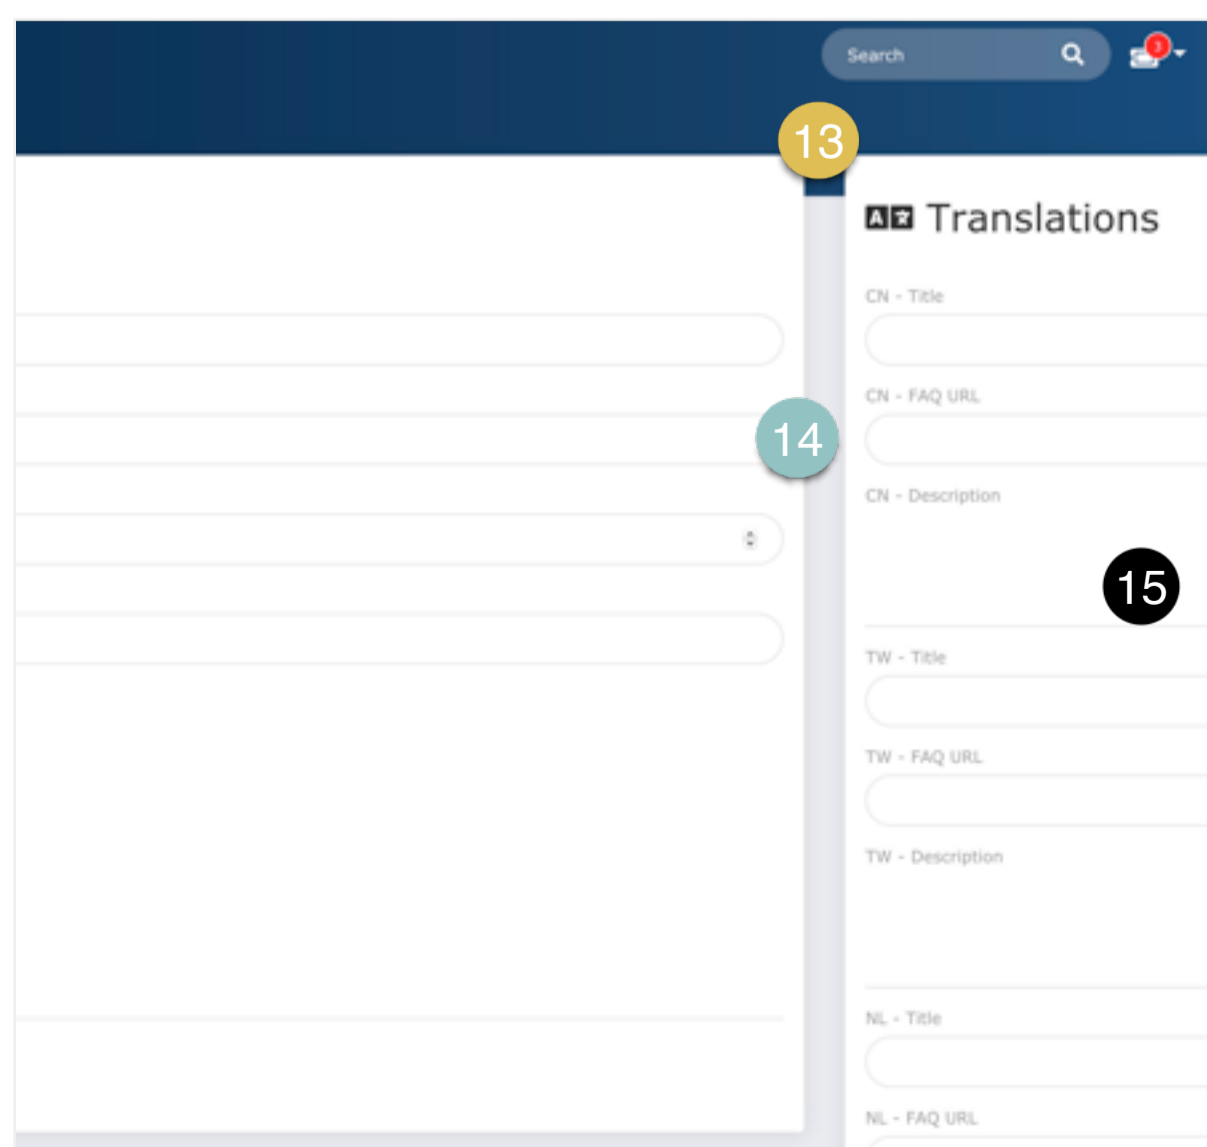 Search
3
13
Translations
CN - Title
CN - FAQ URL
14
CN - Description
15
TW - Title
TW - FAQ URL
TW - Description
NL - Title
NL - FAQ URL